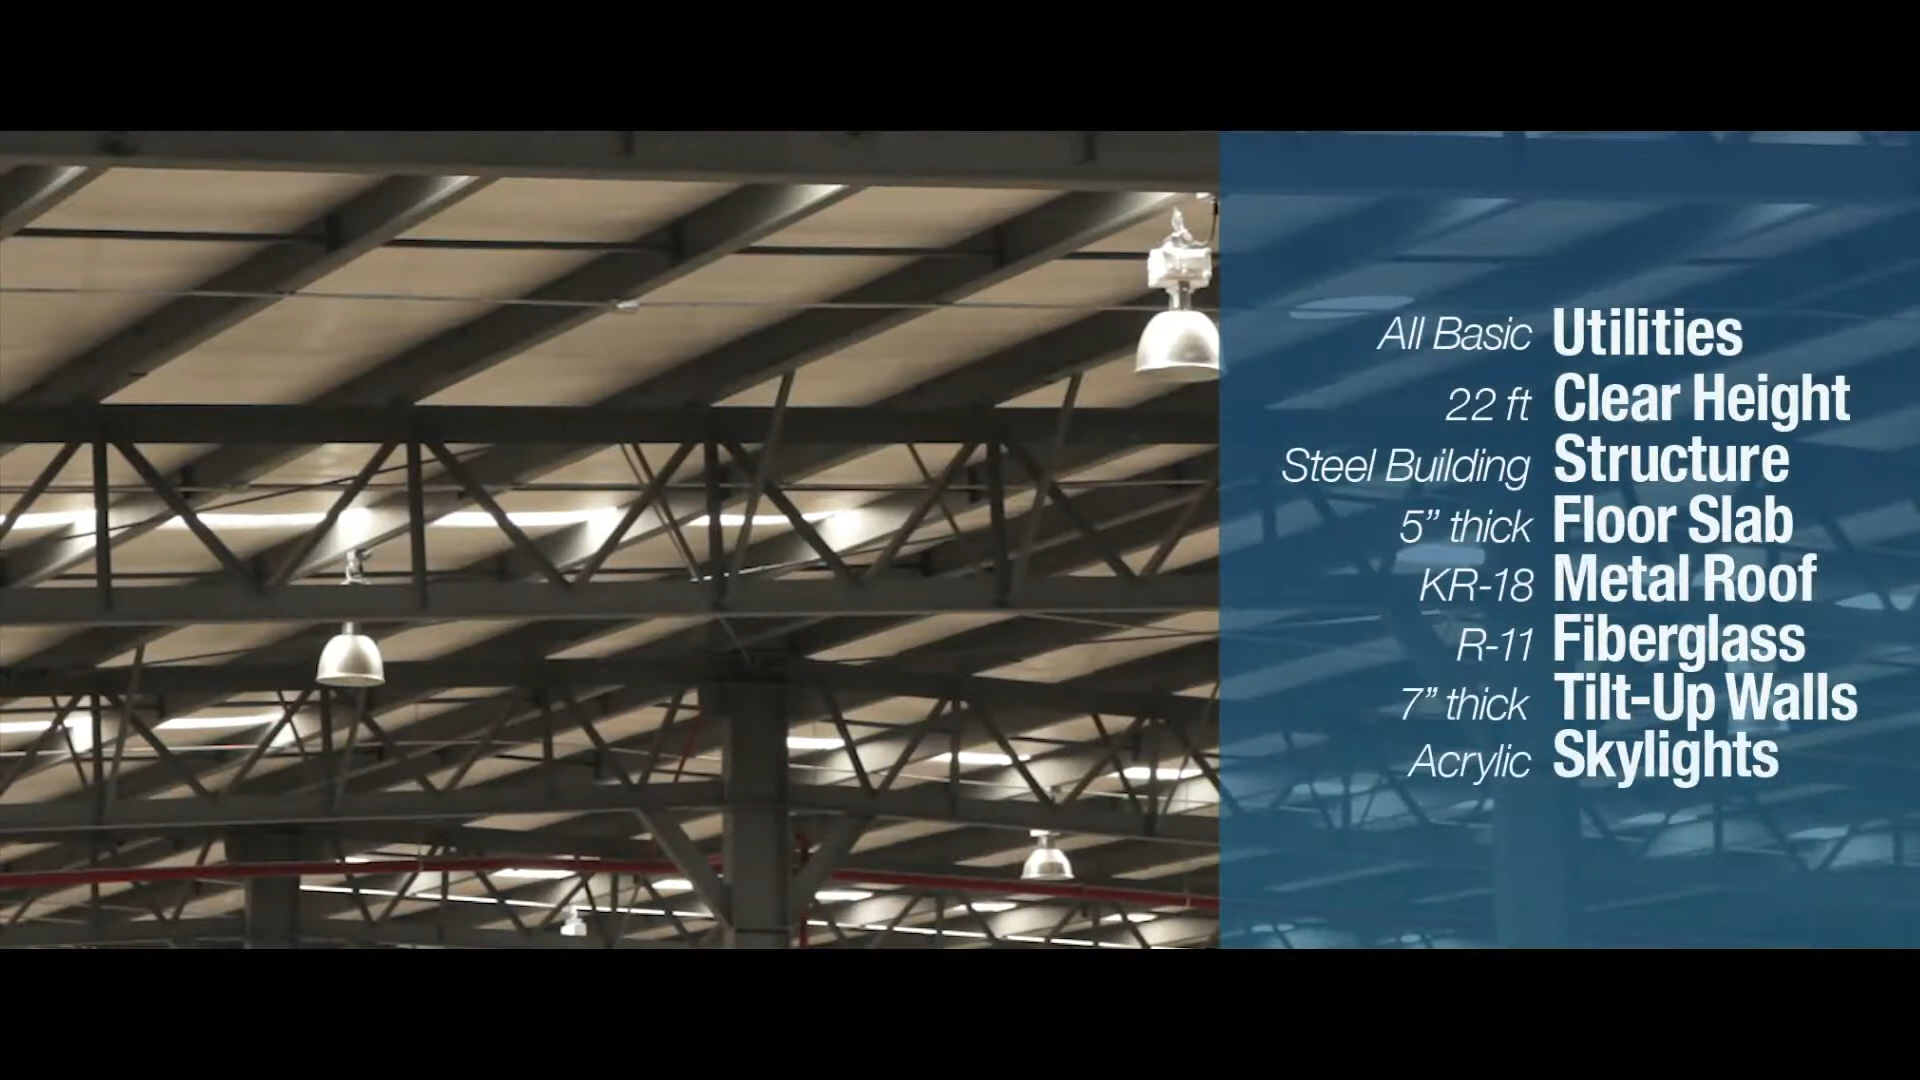 All Basic Utilities
22 ft Clear Height
Steel Building Structure
5” thick Floor Slab
KR-18 Metal Roof
R-11 Fiberglass
7” thick Tilt-Up Walls
Acrylic Skylights